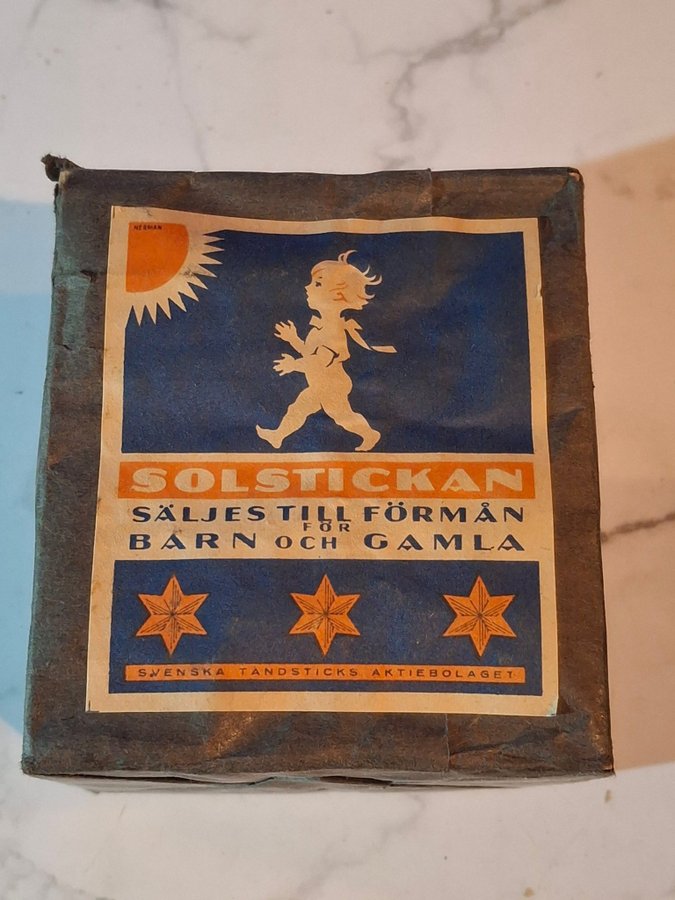 NERMAN
SOLSTICKAN
SÄLJES TILL FÖRMÅN
FÖR
BARN OCH GAMLA
SVENSKA TÄNDSTICKS AKTIEBOLAGET